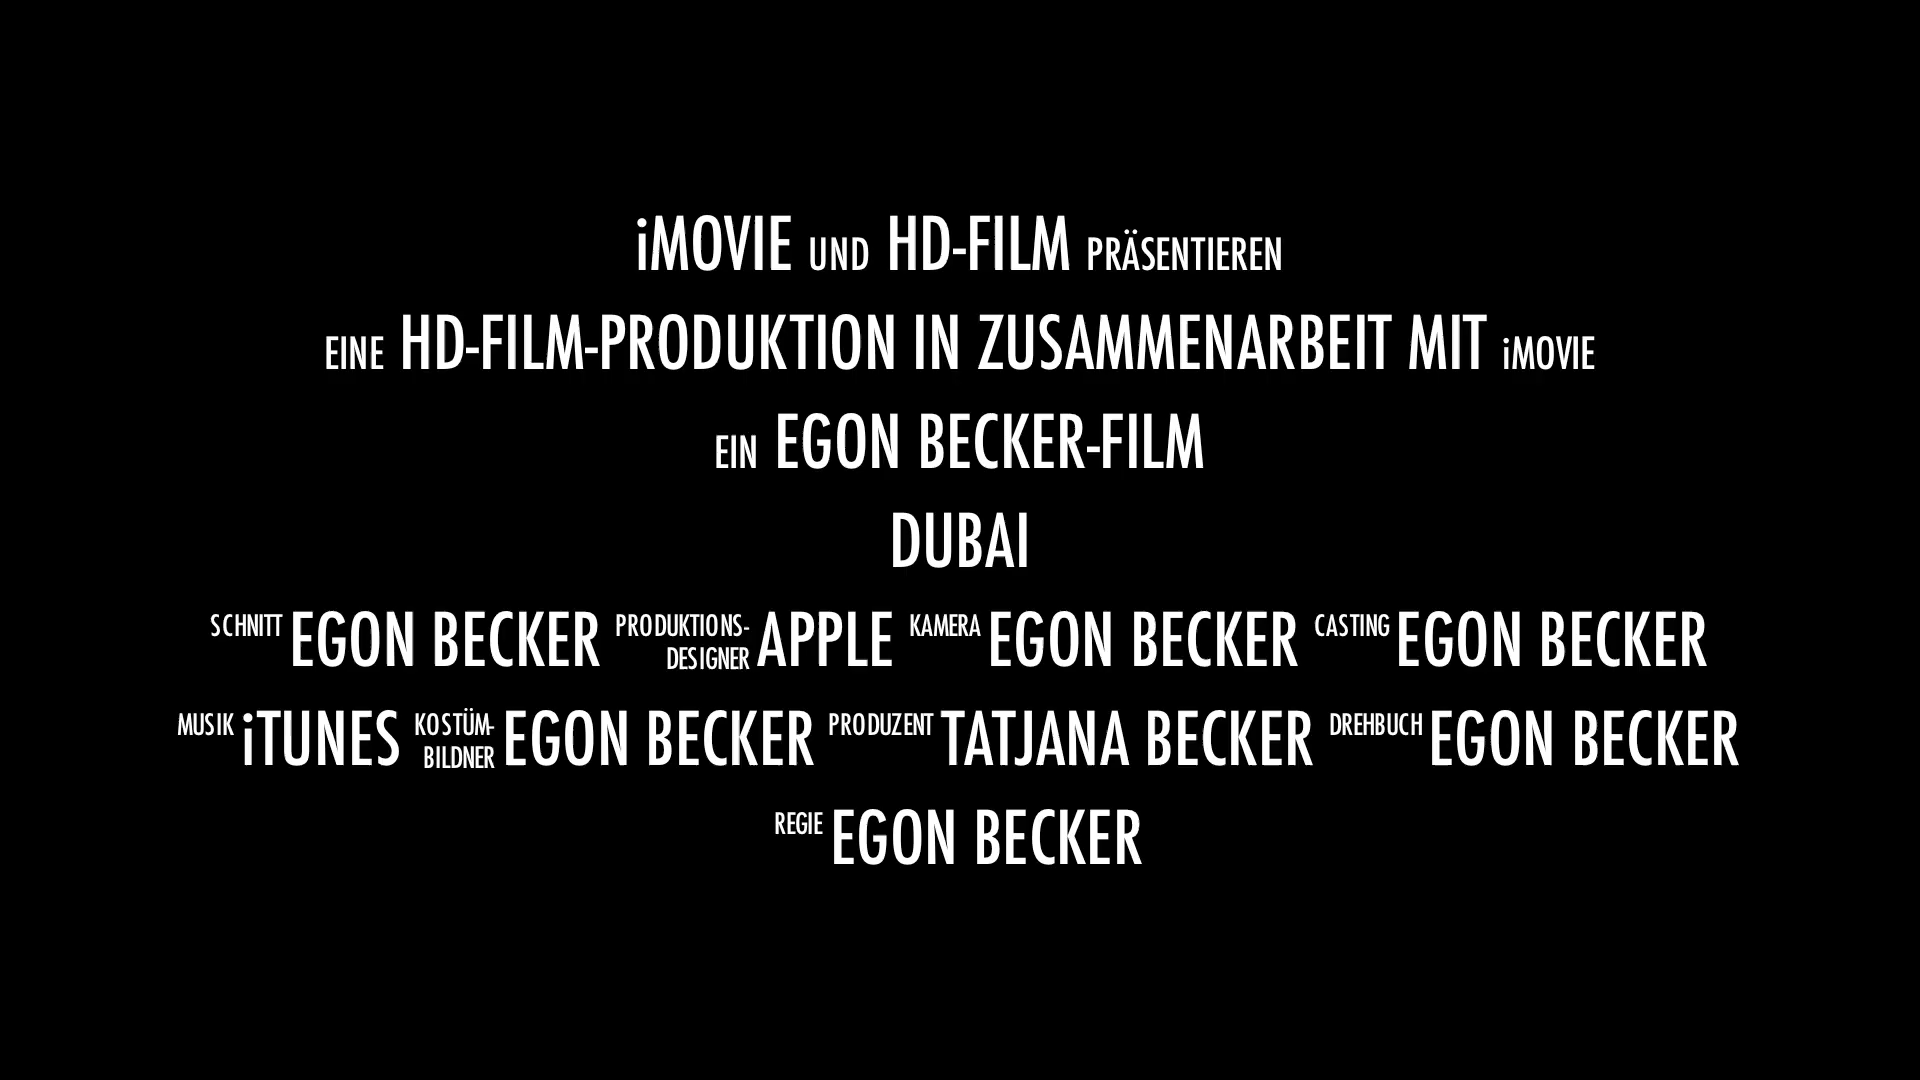 iMOVIE UND HD-FILM PRÄSENTIEREN
EINE HD-FILM-PRODUKTION IN ZUSAMMENARBEIT MIT iMOVIE
EIN EGON BECKER-FILM
DUBAI
SCHNITT EGON BECKER PRODUKTIONS-DESIGNER APPLE KAMERA EGON BECKER CASTING EGON BECKER
MUSIK iTUNES KOSTÜM-BILDNER EGON BECKER PRODUZENT TATJANA BECKER DREHBUCH EGON BECKER
REGIE EGON BECKER